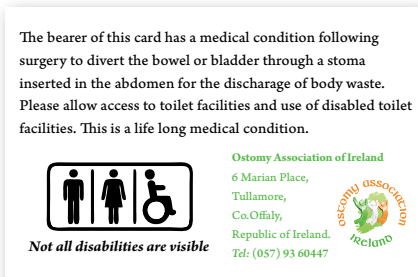 The bearer of this card has a medical condition following
surgery to divert the bowel or bladder through a stoma
inserted in the abdomen for the discharage of body waste.
Please allow access to toilet facilities and use of disabled toilet
facilities. This is a life long medical condition.
Not all disabilities are visible
Ostomy Association of Ireland
6 Marian Place,
Tullamore,
Co.Offaly,
Republic of Ireland.
Tel: (057) 93 60447
ostomy association
IRELAND